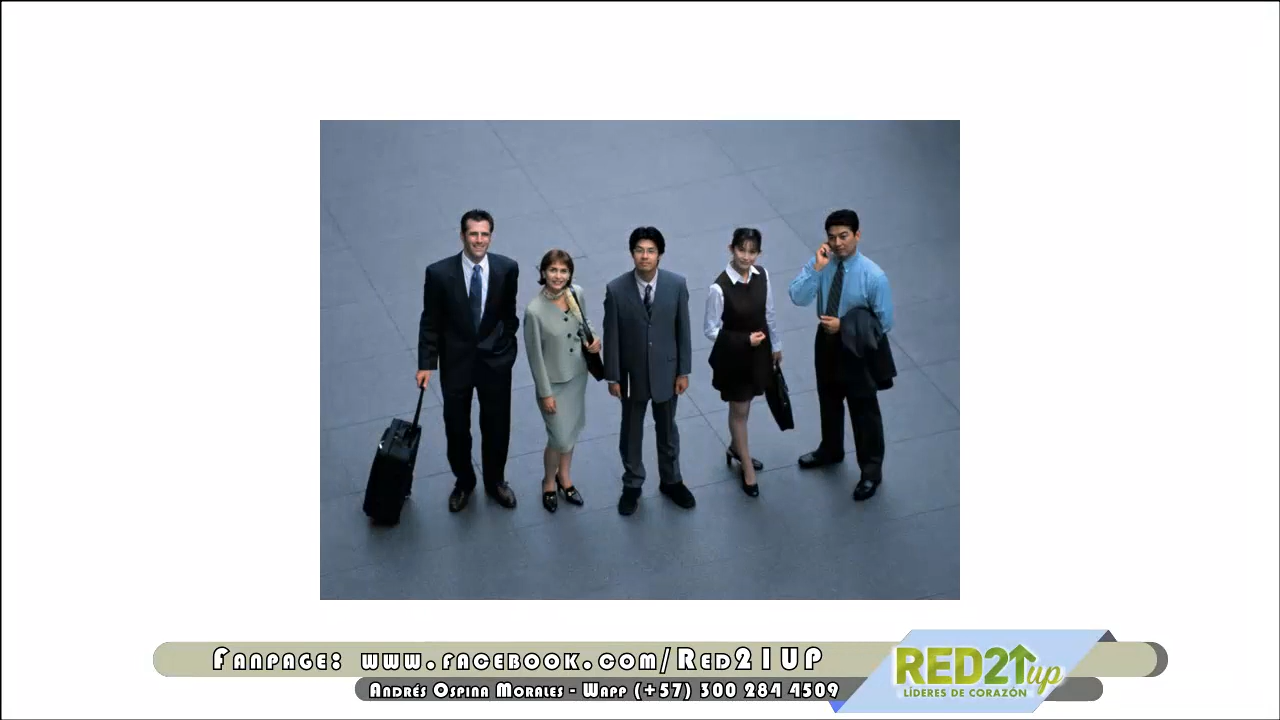 Fanpage: www.facebook.com/Red21UP
Andrés Ospina Morales - Wapp (+57) 300 284 4509
RED21up
LÍDERES DE CORAZÓN